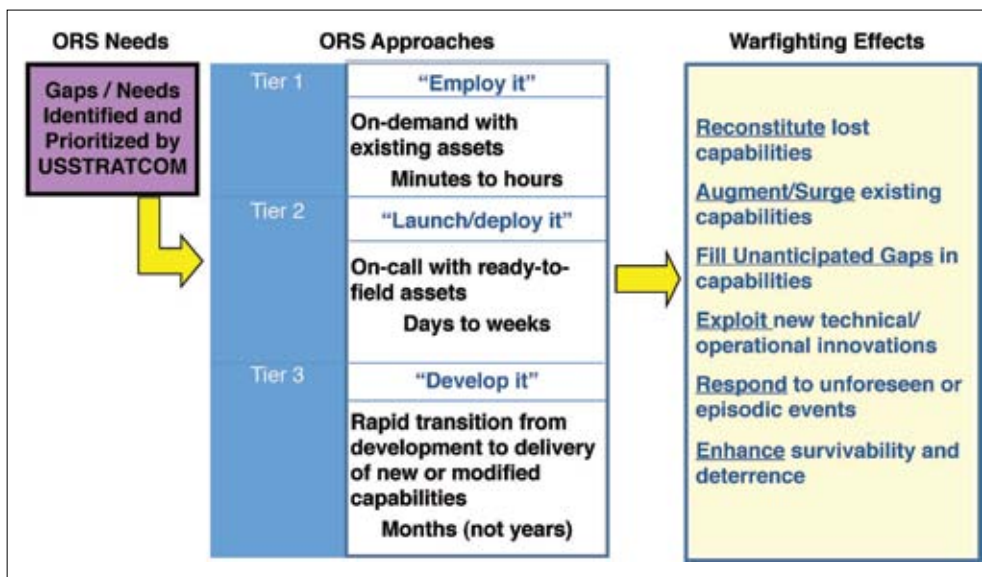 ORS Needs
Gaps / Needs
Identified and
Prioritized by
USSTRATCOM
ORS Approaches
Tier 1
“Employ it”
On-demand with
existing assets
Minutes to hours
Tier 2
“Launch/deploy it”
On-call with ready-to-
field assets
Days to weeks
Tier 3
“Develop it”
Rapid transition from
development to delivery
of new or modified
capabilities
Months (not years)
Warfighting Effects
Reconstitute lost
capabilities
Augment/Surge existing
capabilities
Fill Unanticipated Gaps in
capabilities
Exploit new technical/
operational innovations
Respond to unforeseen or
episodic events
Enhance survivability and
deterrence